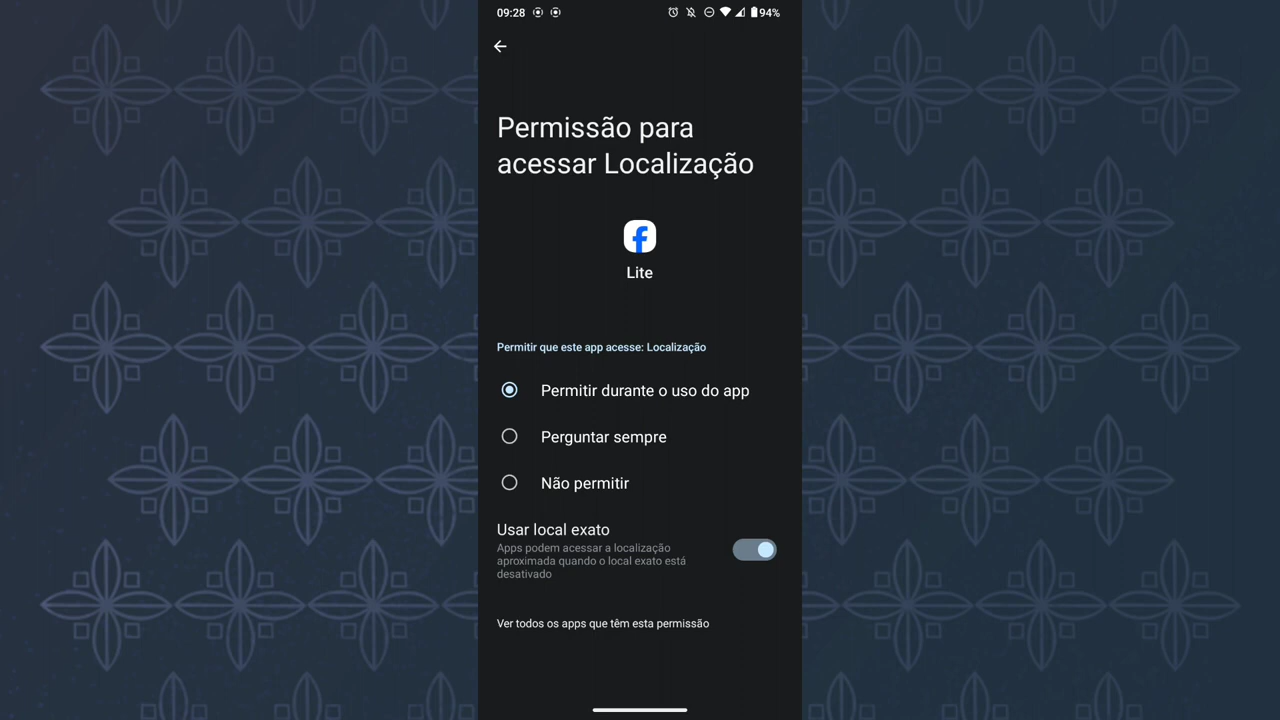 09:28
94%
Permissão para
acessar Localização
Lite
Permitir que este app acesse: Localização
Permitir durante o uso do app
Perguntar sempre
Não permitir
Usar local exato
Apps podem acessar a localização
aproximada quando o local exato está
desativado
Ver todos os apps que têm esta permissão